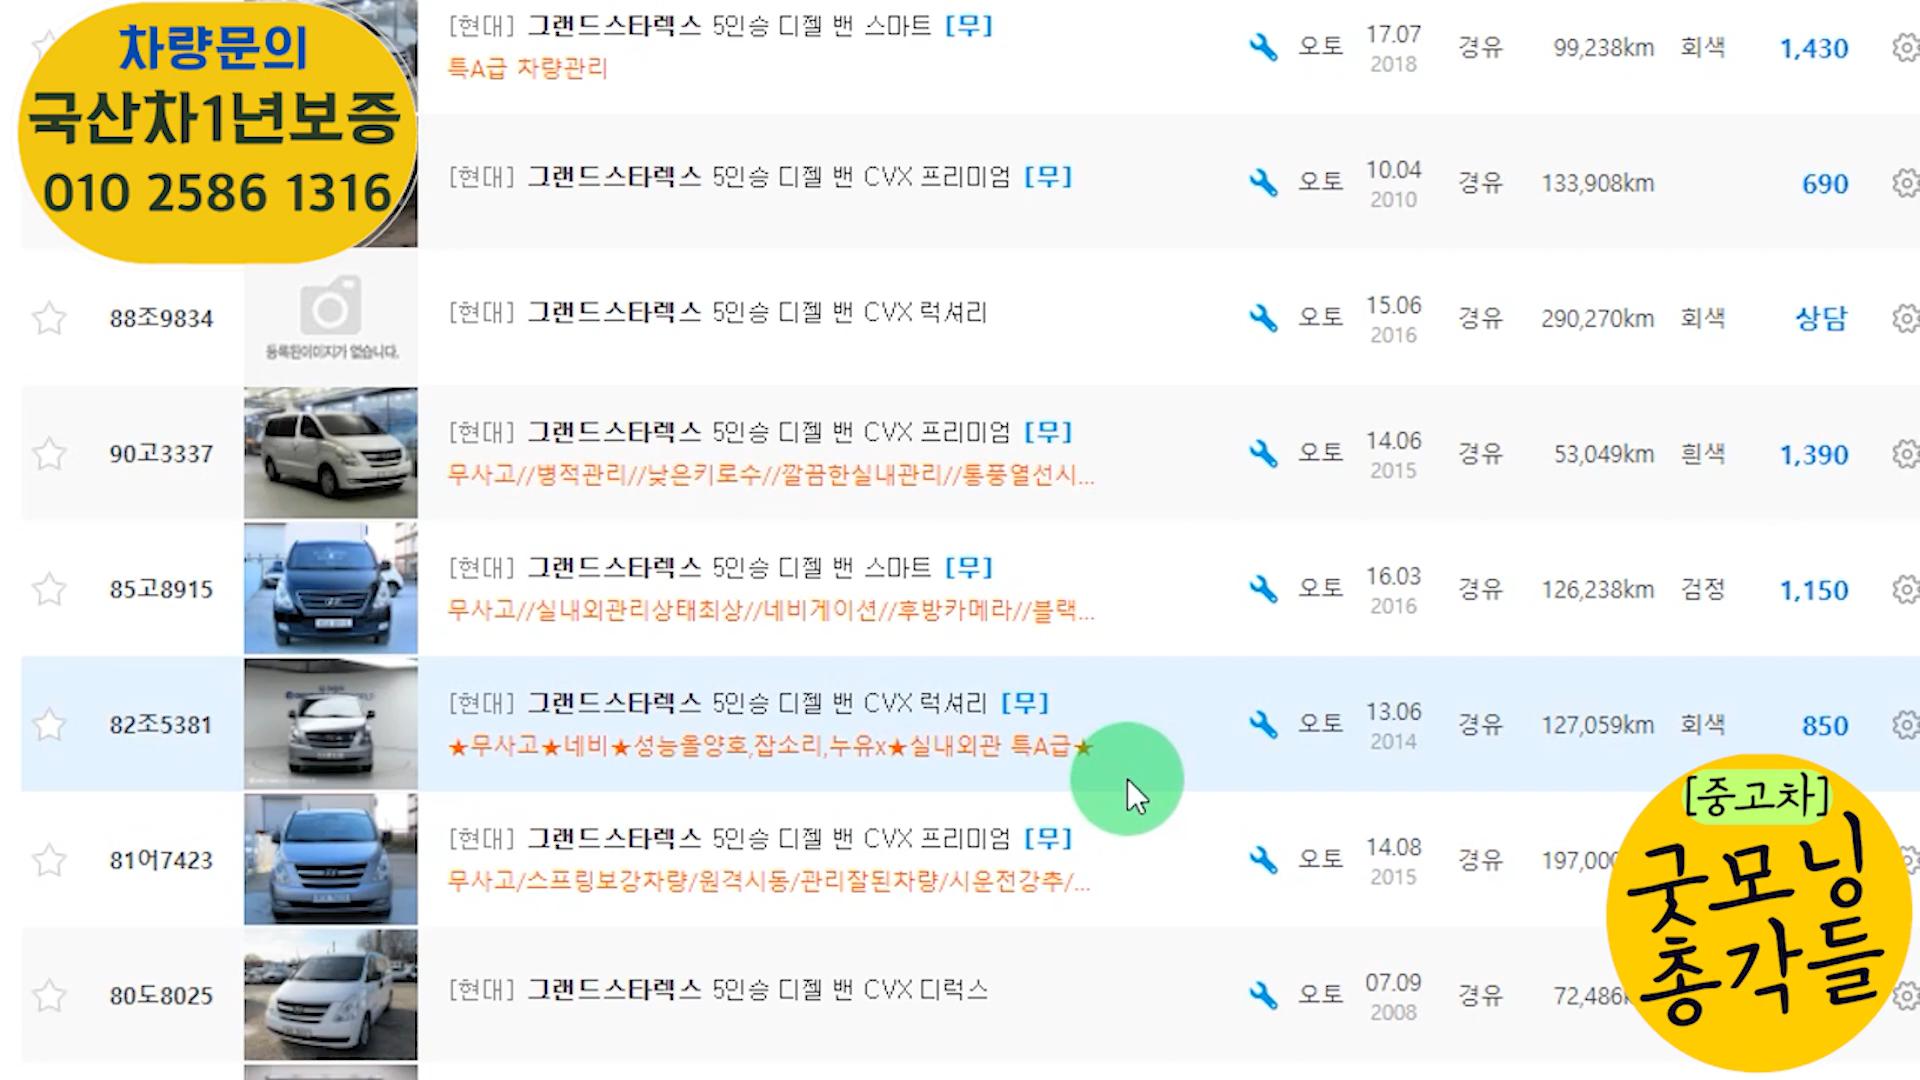 차량문의
국산차1년보증
010 2586 1316
[현대] 그랜드스타렉스 5인승 디젤 밴 스마트 [무] 오토 17.07 2018 경유 99,238km 회색 1,430
특A급 차량관리
[현대] 그랜드스타렉스 5인승 디젤 밴 CVX 프리미엄 [무] 오토 10.04 2010 경유 133,908km 690
88조9834 등록된이미지가 없습니다. [현대] 그랜드스타렉스 5인승 디젤 밴 CVX 럭셔리 오토 15.06 2016 경유 290,270km 회색 상담
90고3337 [현대] 그랜드스타렉스 5인승 디젤 밴 CVX 프리미엄 [무] 오토 14.06 2015 경유 53,049km 흰색 1,390
무사고//병적관리//낮은키로수//깔끔한실내관리//통풍열선시...
85고8915 [현대] 그랜드스타렉스 5인승 디젤 밴 스마트 [무] 오토 16.03 2016 경유 126,238km 검정 1,150
무사고//실내외관리상태최상//네비게이션//후방카메라//블랙...
82조5381 [현대] 그랜드스타렉스 5인승 디젤 밴 CVX 럭셔리 [무] 오토 13.06 2014 경유 127,059km 회색 850
★무사고★네비★성능올양호,잡소리,누유x★실내외관 특A급★
81어7423 [현대] 그랜드스타렉스 5인승 디젤 밴 CVX 프리미엄 [무] 오토 14.08 2015 경유 197,000
무사고/스프링보강차량/원격시동/관리잘된차량/시운전강추/...
80도8025 [현대] 그랜드스타렉스 5인승 디젤 밴 CVX 디럭스 오토 07.09 2008 경유 72,486
[중고차]
굿모닝
총각들